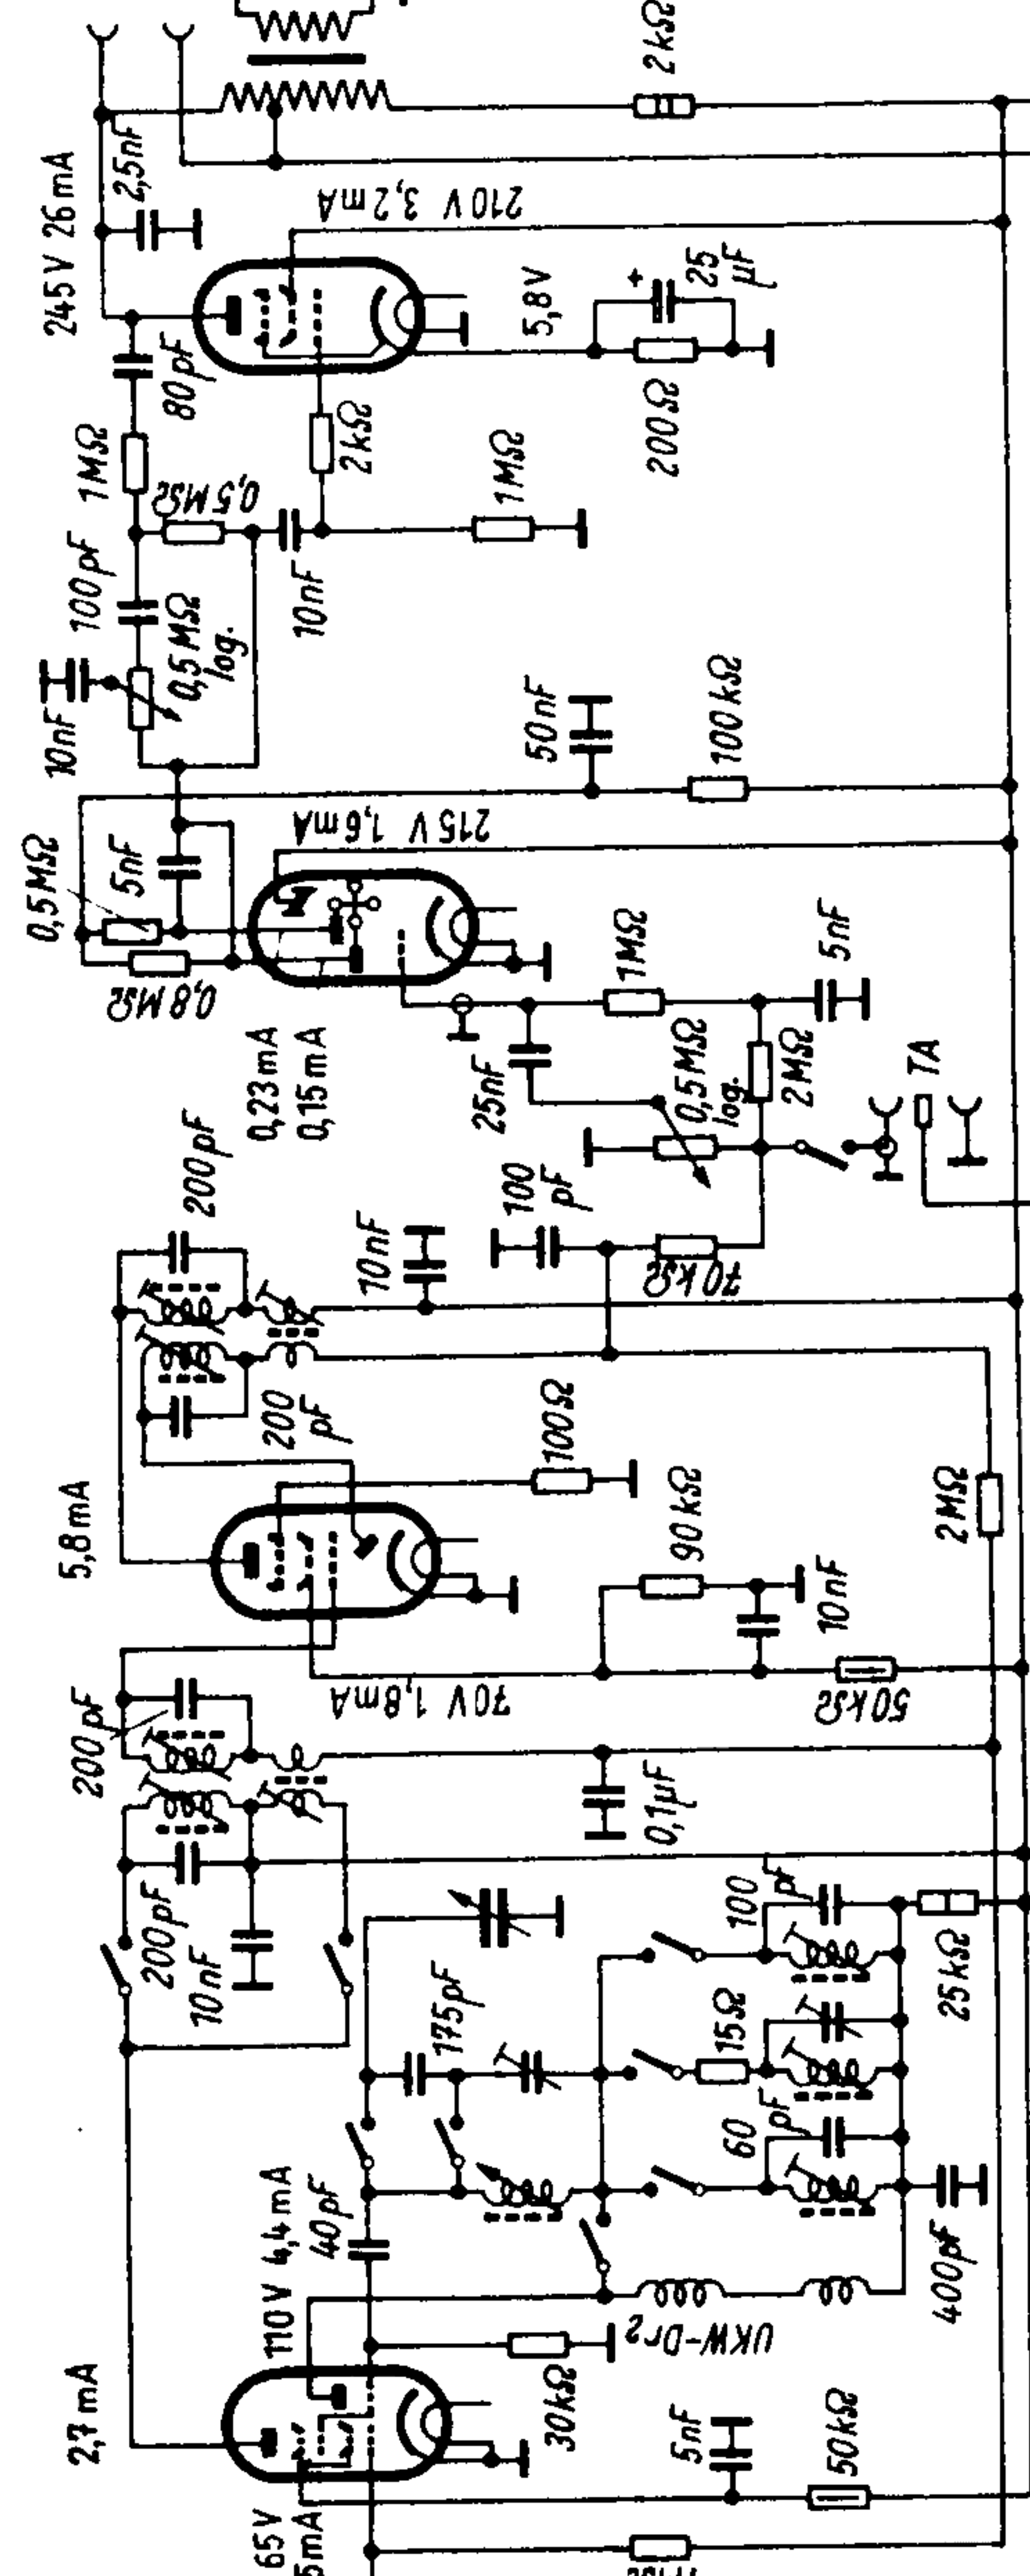 2kΩ
245V 26mA
2,5nF
210V 3,2mA
80pF
5,8V
25
µF
1MΩ
0,5MΩ
2kΩ
200Ω
1MΩ
100pF
10nF
10nF
0,5MΩ
log.
50nF
100kΩ
215V 1,6mA
0,5MΩ
5nF
0,8MΩ
0,23mA
0,15mA
1MΩ
5nF
25nF
0,5MΩ
log.
2MΩ
TA
200pF
10nF
100
pF
70kΩ
200
pF
100Ω
5,8mA
90kΩ
2MΩ
10nF
70V 1,8mA
50kΩ
200pF
0,1µF
200pF
10nF
100
pF
25kΩ
175pF
15Ω
60
pF
110V 4,4mA
40pF
400pF
UKW-Dr2
2,7mA
30kΩ
5nF
50kΩ
65V